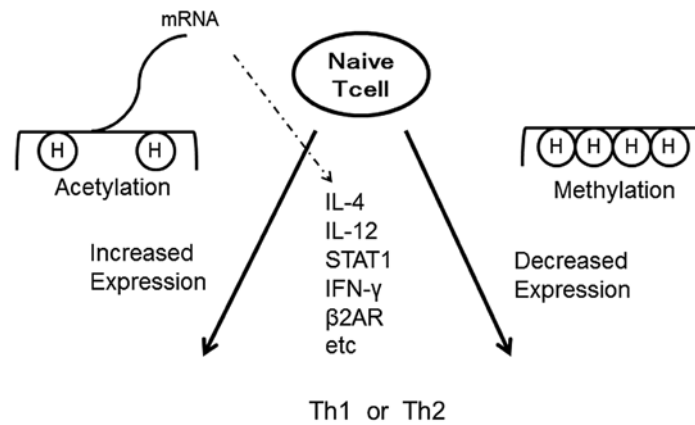 mRNA
Naive
Tcell
H H
Acetylation
H H H H
Methylation
IL-4
IL-12
STAT1
IFN-γ
β2AR
etc
Increased
Expression
Decreased
Expression
Th1 or Th2